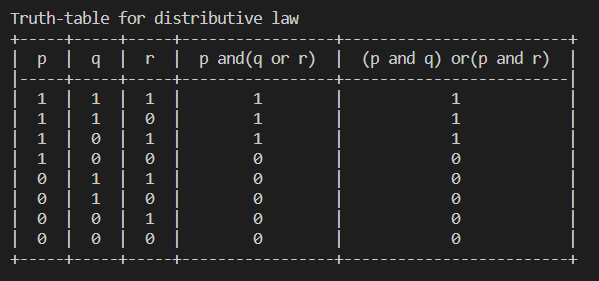 Truth-table for distributive law
+-----+-----+-----+----------------+-------------------------+
|  p  |  q  |  r  |  p and(q or r)  |  (p and q) or(p and r)  |
|-----+-----+-----+----------------+-------------------------|
|  1  |  1  |  1  |        1        |            1            |
|  1  |  1  |  0  |        1        |            1            |
|  1  |  0  |  1  |        1        |            1            |
|  1  |  0  |  0  |        0        |            0            |
|  0  |  1  |  1  |        0        |            0            |
|  0  |  1  |  0  |        0        |            0            |
|  0  |  0  |  1  |        0        |            0            |
|  0  |  0  |  0  |        0        |            0            |
+-----+-----+-----+----------------+-------------------------+